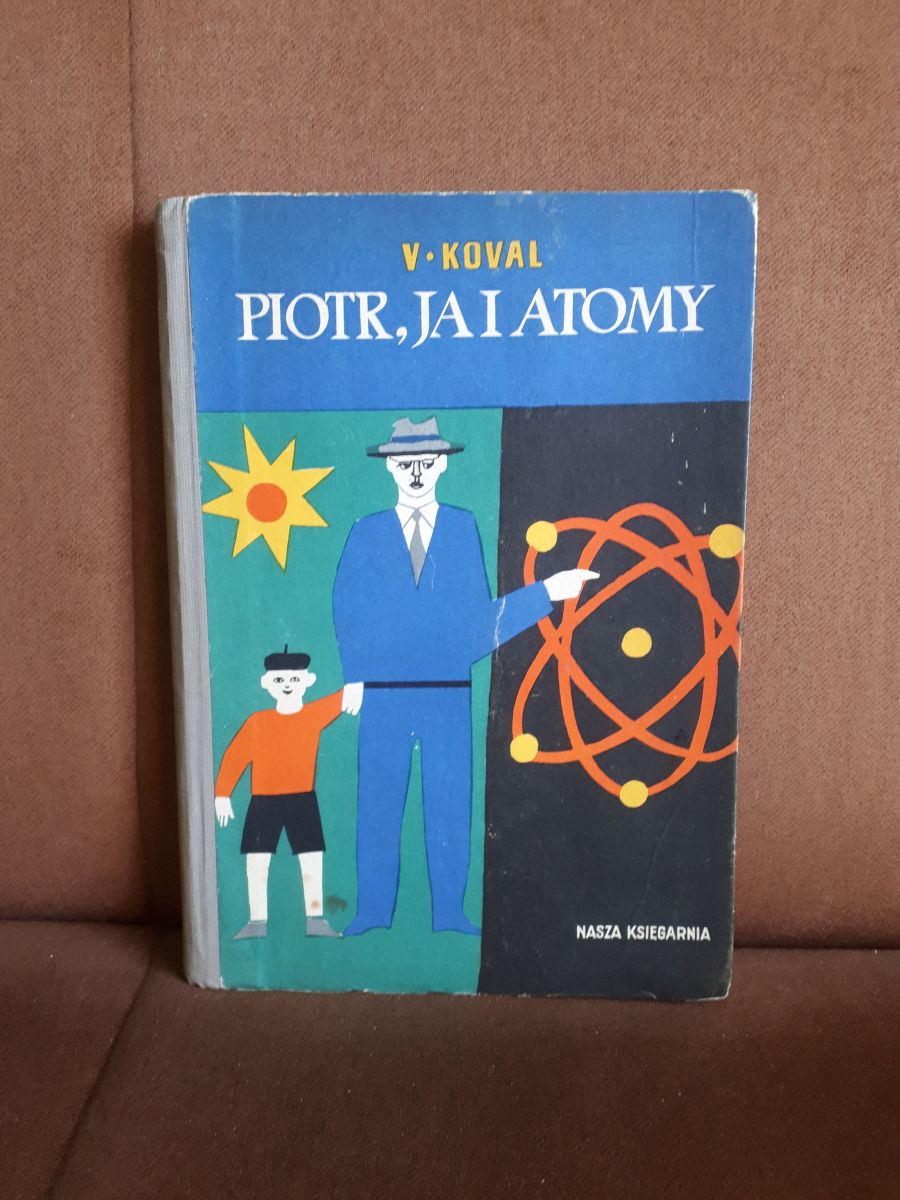 V·KOVAL
PIOTR, JA I ATOMY
NASZA KSIĘGARNIA